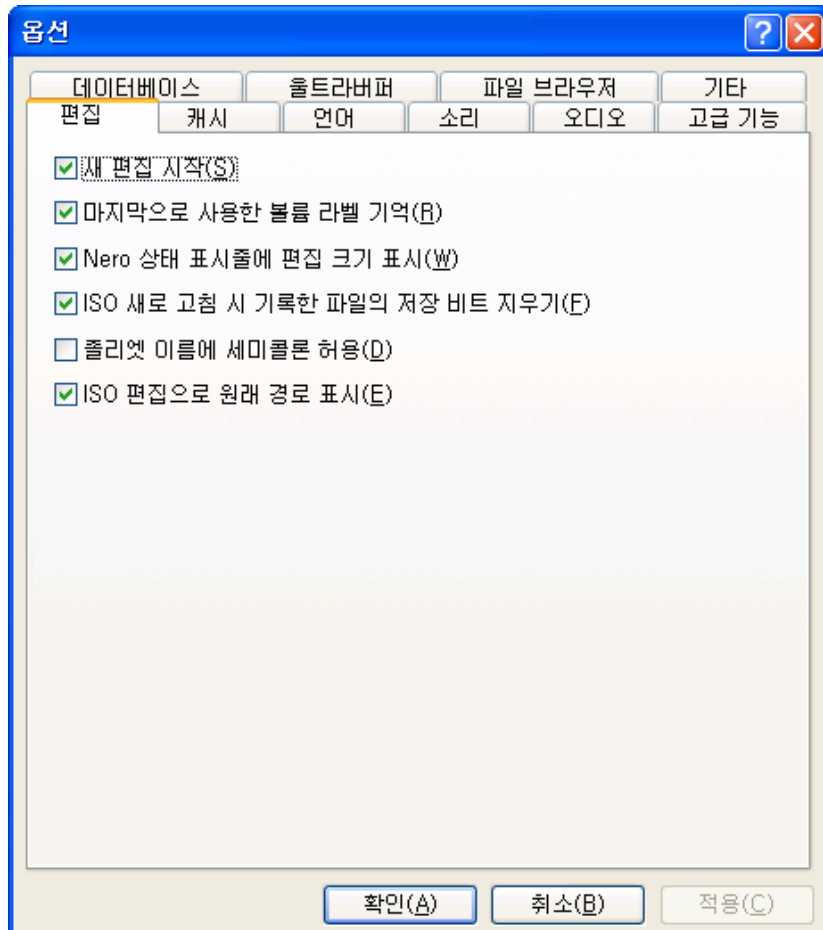 옵션
데이터베이스 울트라버퍼 파일 브라우저 기타
편집 캐시 언어 소리 오디오 고급 기능
새 편집 시작(S)
마지막으로 사용한 볼륨 라벨 기억(R)
Nero 상태 표시줄에 편집 크기 표시(W)
ISO 새로 고침 시 기록한 파일의 저장 비트 지우기(F)
졸리엣 이름에 세미콜론 허용(D)
ISO 편집으로 원래 경로 표시(E)
확인(A) 취소(B) 적용(C)